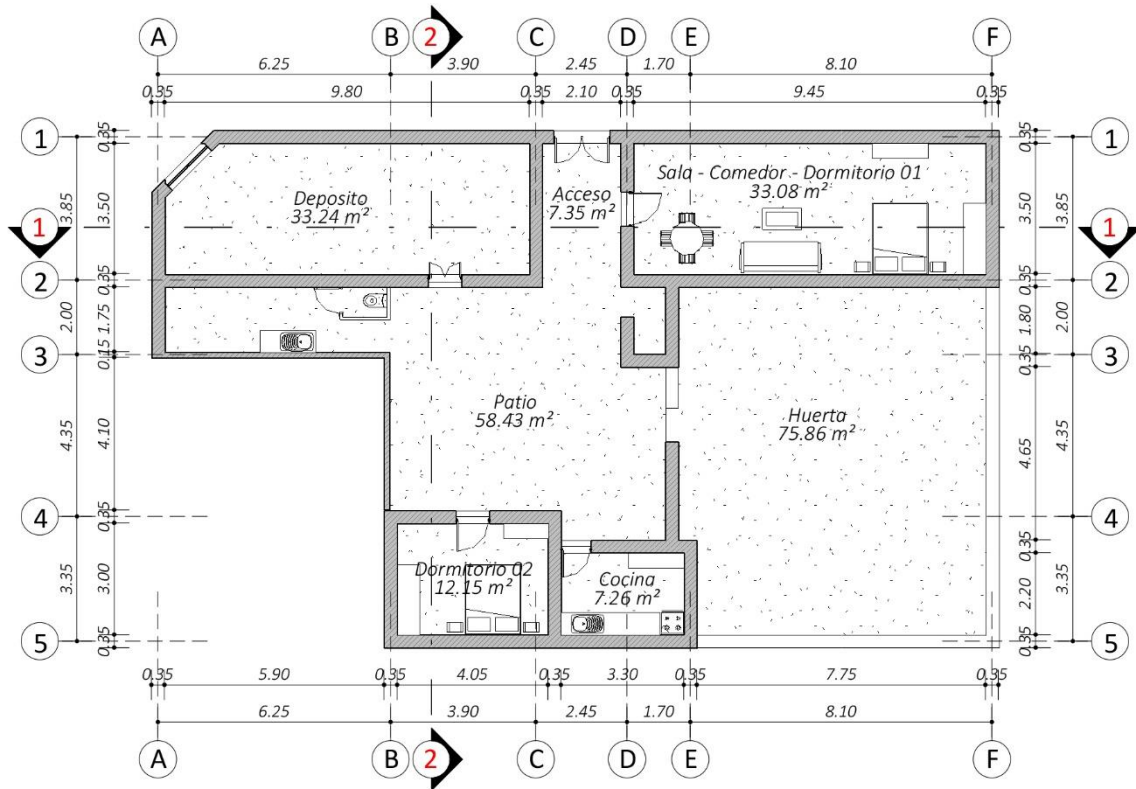 A B 2 C D E F
6.25 3.90 2.45 1.70 8.10
0.35 9.80 0.35 2.10 0.35 9.45 0.35
1 1
0.35 0.35
3.85 3.50 3.50 3.85
Deposito
33.24 m²
Acceso
7.35 m²
Sala - Comedor - Dormitorio 01
33.08 m²
1 1
0.35 0.35
2 2
2.00 1.75 1.80 2.00
0.15 0.35
3 3
4.35 4.10 4.65 4.35
Patio
58.43 m²
Huerta
75.86 m²
4 4
0.35 0.35
Dormitorio 02
12.15 m²
Cocina
7.26 m²
3.35 3.00 2.20 3.35
0.35 0.35
5 5
0.35 5.90 0.35 4.05 0.35 3.30 0.35 7.75 0.35
6.25 3.90 2.45 1.70 8.10
A B 2 C D E F